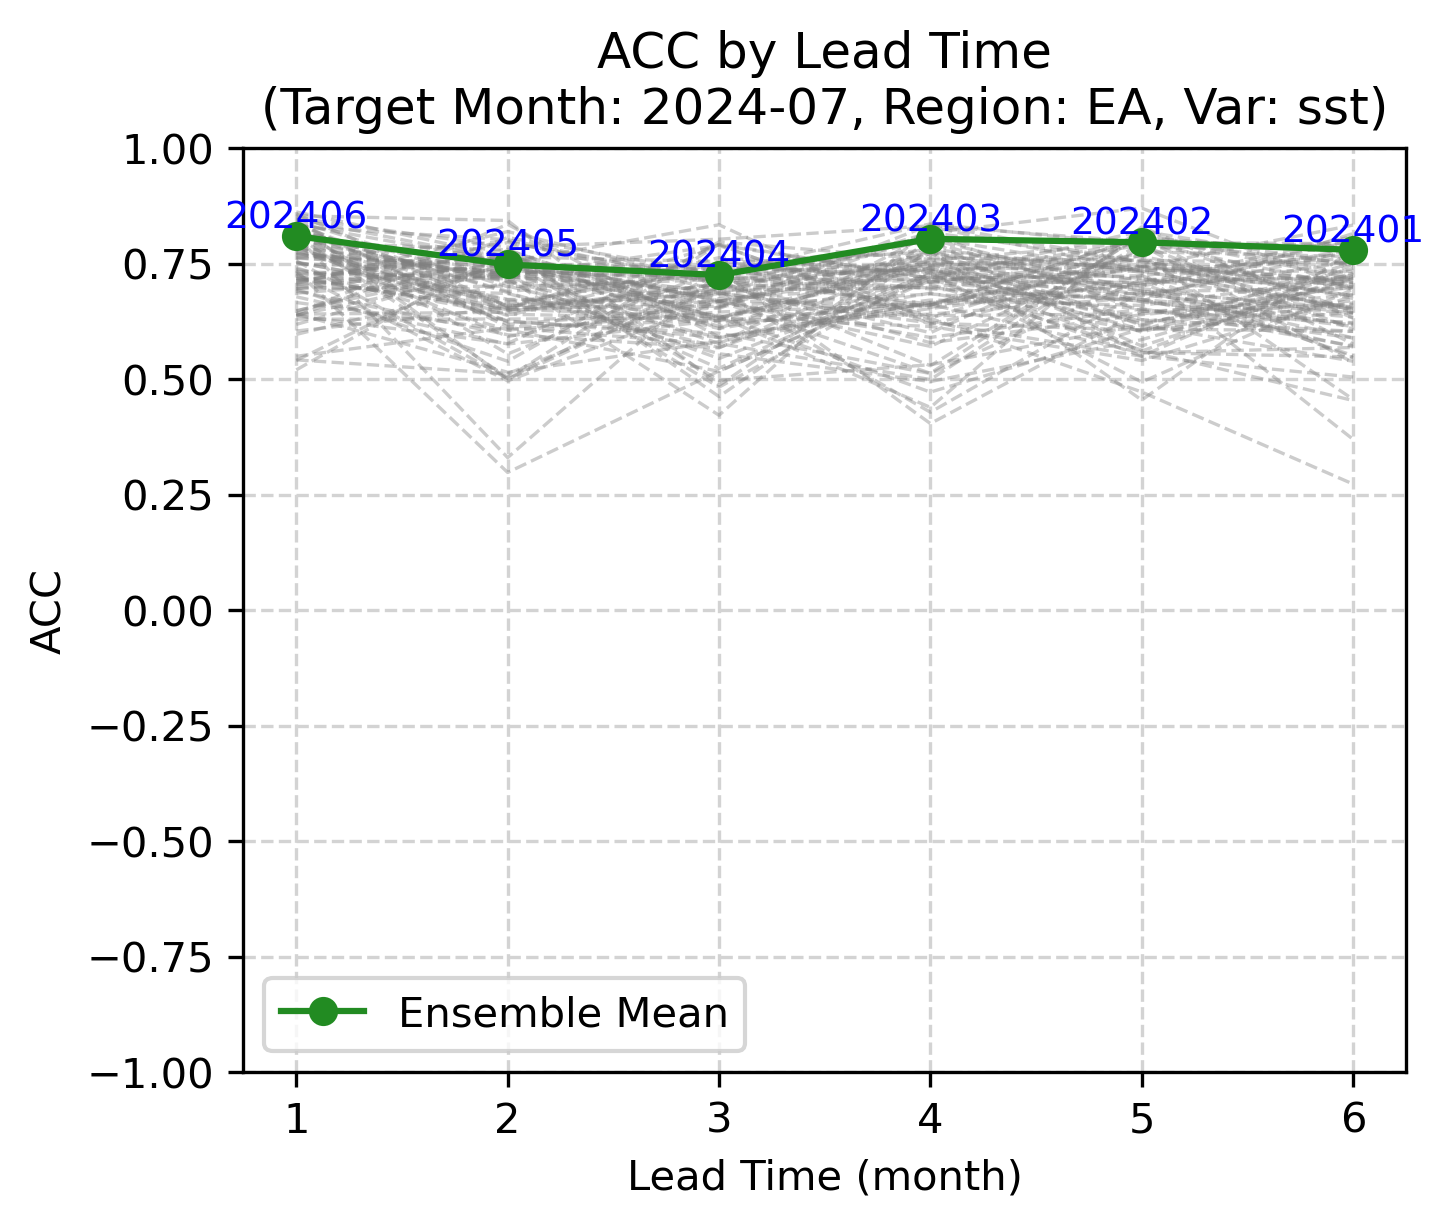 ACC by Lead Time
(Target Month: 2024-07, Region: EA, Var: sst)
1.00
0.75
0.50
0.25
0.00
−0.25
−0.50
−0.75
−1.00
ACC
202406
202405
202404
202403
202402
202401
Ensemble Mean
1 2 3 4 5 6
Lead Time (month)